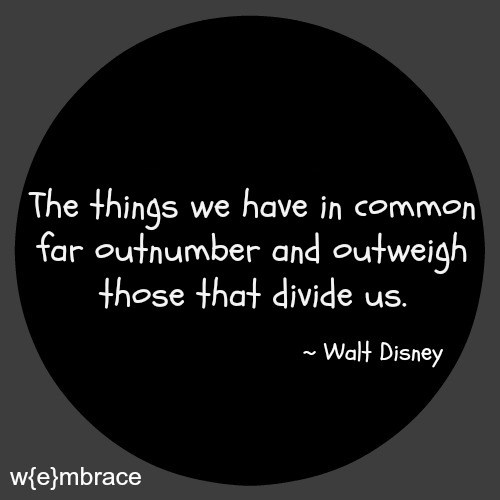 The things we have in common
far outnumber and outweigh
those that divide us.
~ Walt Disney
w{e}mbrace